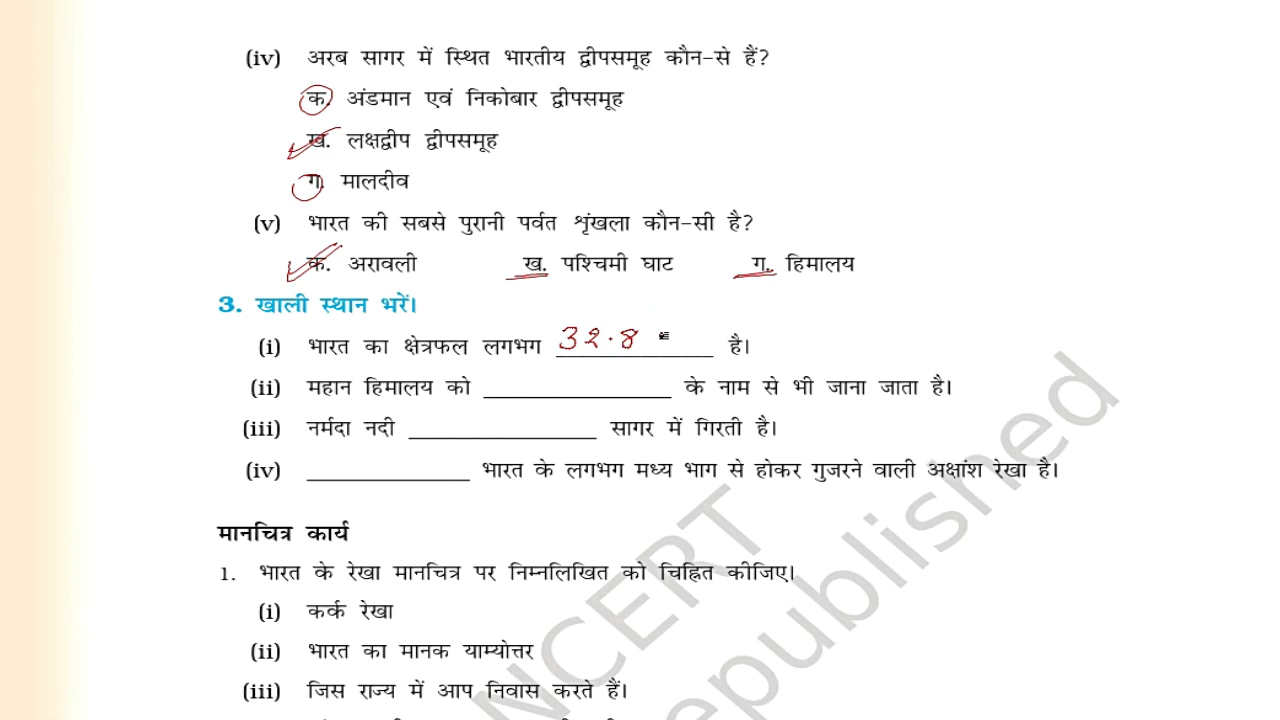 (iv) अरब सागर में स्थित भारतीय द्वीपसमूह कौन-से हैं?
क. अंडमान एवं निकोबार द्वीपसमूह
ख. लक्षद्वीप द्वीपसमूह
ग. मालदीव
(v) भारत की सबसे पुरानी पर्वत शृंखला कौन-सी है?
क. अरावली ख. पश्चिमी घाट ग. हिमालय
3. खाली स्थान भरें।
(i) भारत का क्षेत्रफल लगभग 32.8 है।
(ii) महान हिमालय को ________________ के नाम से भी जाना जाता है।
(iii) नर्मदा नदी ________________ सागर में गिरती है।
(iv) ______________ भारत के लगभग मध्य भाग से होकर गुजरने वाली अक्षांश रेखा है।
मानचित्र कार्य
1. भारत के रेखा मानचित्र पर निम्नलिखित को चिह्नित कीजिए।
(i) कर्क रेखा
(ii) भारत का मानक याम्योत्तर
(iii) जिस राज्य में आप निवास करते हैं।
NCERT
republished